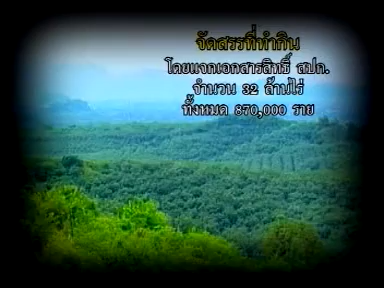 จัดสรรที่ทำกิน
โดยแจกเอกสารสิทธิ์ สปก.
จำนวน 32 ล้านไร่
ทั้งหมด 870,000 ราย